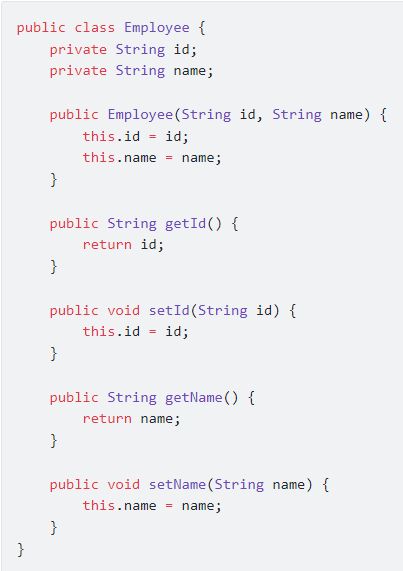 public class Employee {
    private String id;
    private String name;

    public Employee(String id, String name) {
        this.id = id;
        this.name = name;
    }

    public String getId() {
        return id;
    }

    public void setId(String id) {
        this.id = id;
    }

    public String getName() {
        return name;
    }

    public void setName(String name) {
        this.name = name;
    }
}